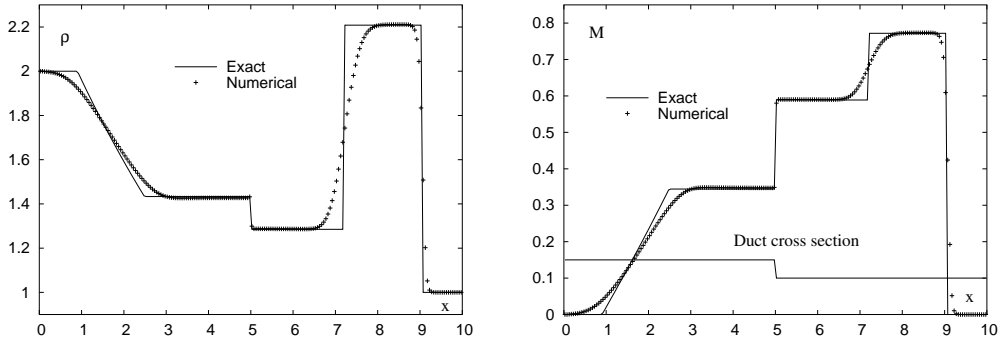 ρ
2.2
2
1.8
1.6
1.4
1.2
1
Exact
Numerical
x
0 1 2 3 4 5 6 7 8 9 10
M
0.8
0.7
0.6
0.5
0.4
0.3
0.2
0.1
0
Exact
Numerical
Duct cross section
x
0 1 2 3 4 5 6 7 8 9 10